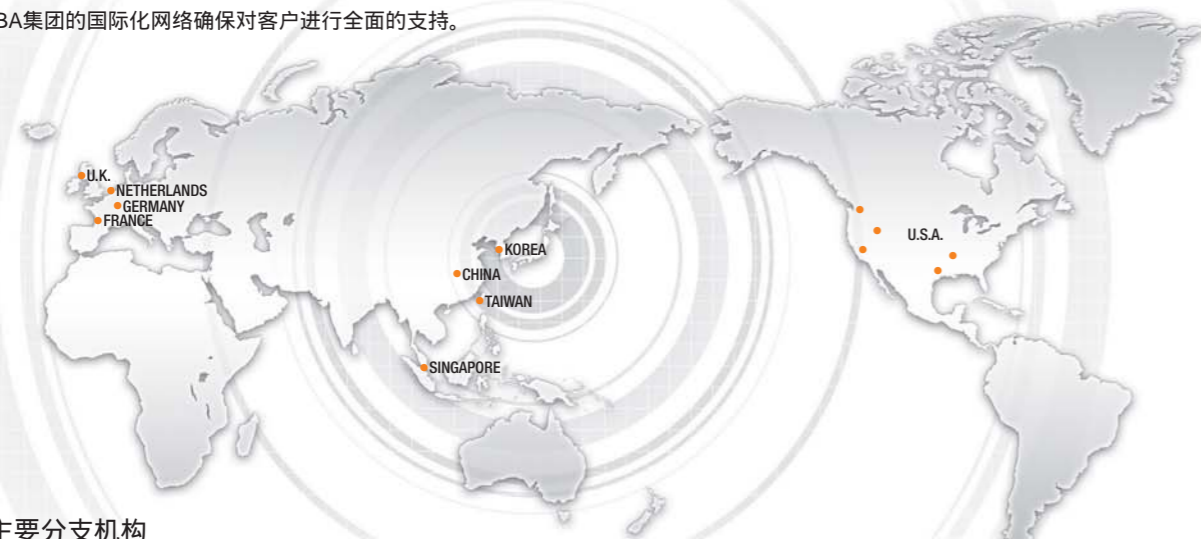 BA集团的国际化网络确保对客户进行全面的支持。
U.K.
NETHERLANDS
GERMANY
FRANCE
KOREA
U.S.A.
CHINA
TAIWAN
SINGAPORE
主要分支机构